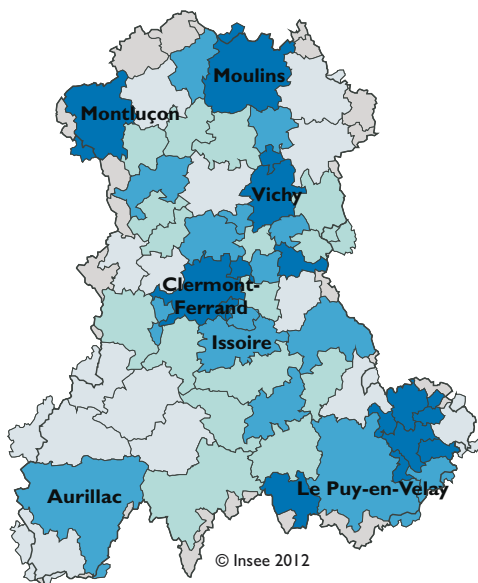 Moulins
Montluçon
Vichy
Clermont-
Ferrand
Issoire
Aurillac
Le Puy-en-Velay
© Insee 2012